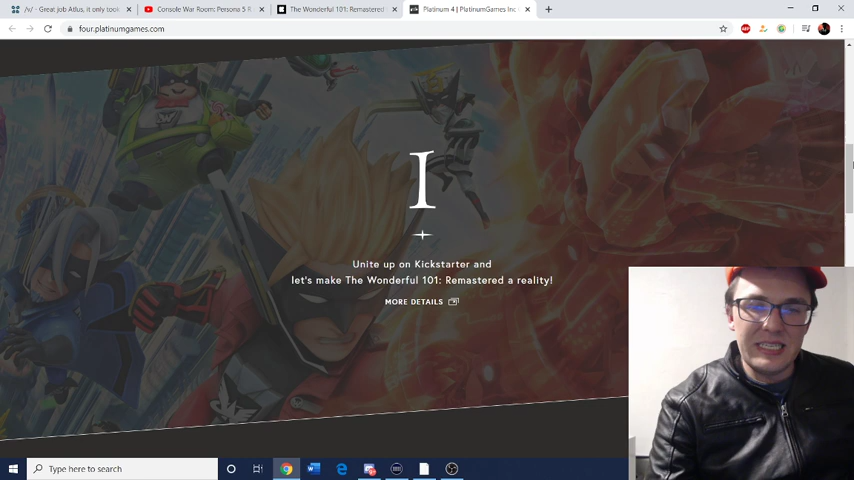 /v/ - Great job Atlus, it only took
Console War Room: Persona 5 R
The Wonderful 101: Remastered
Platinum 4 | PlatinumGames Inc
four.platinumgames.com
ABP
I
Unite up on Kickstarter and
let's make The Wonderful 101: Remastered a reality!
MORE DETAILS
Type here to search